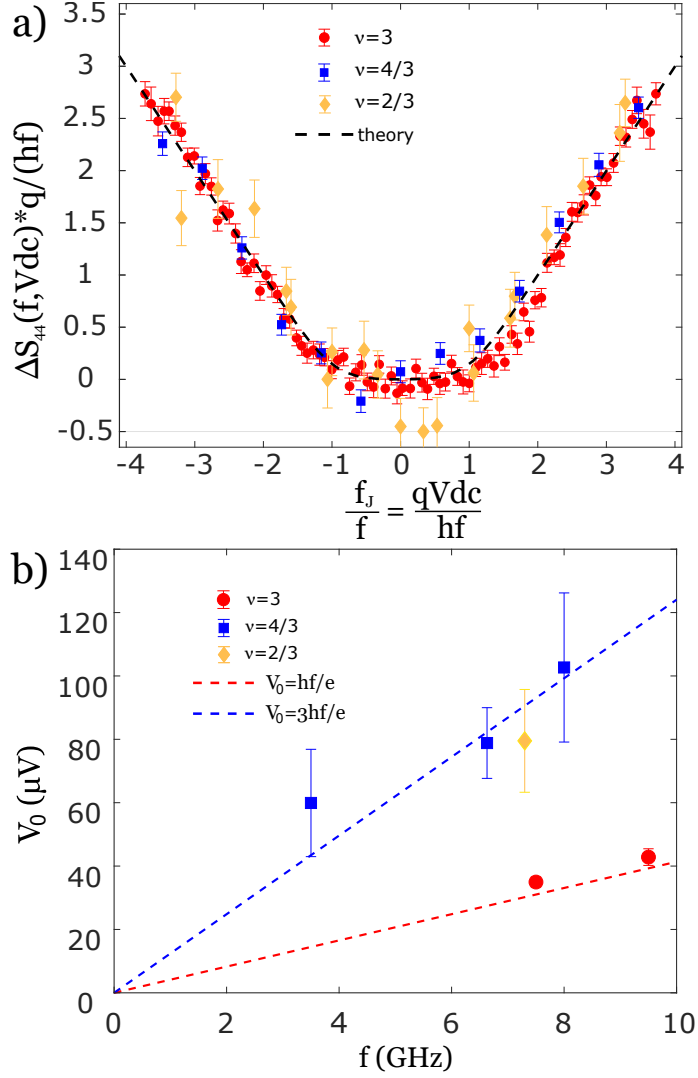 a)
3.5
3
2.5
2
1.5
1
0.5
0
-0.5
ΔS₄₄(f,Vdc)*q/(hf)
ν=3
ν=4/3
ν=2/3
theory
-4 -3 -2 -1 0 1 2 3 4
f_J/f = qVdc/hf
b)
140
120
100
80
60
40
20
0
V₀ (μV)
ν=3
ν=4/3
ν=2/3
V₀=hf/e
V₀=3hf/e
0 2 4 6 8 10
f (GHz)